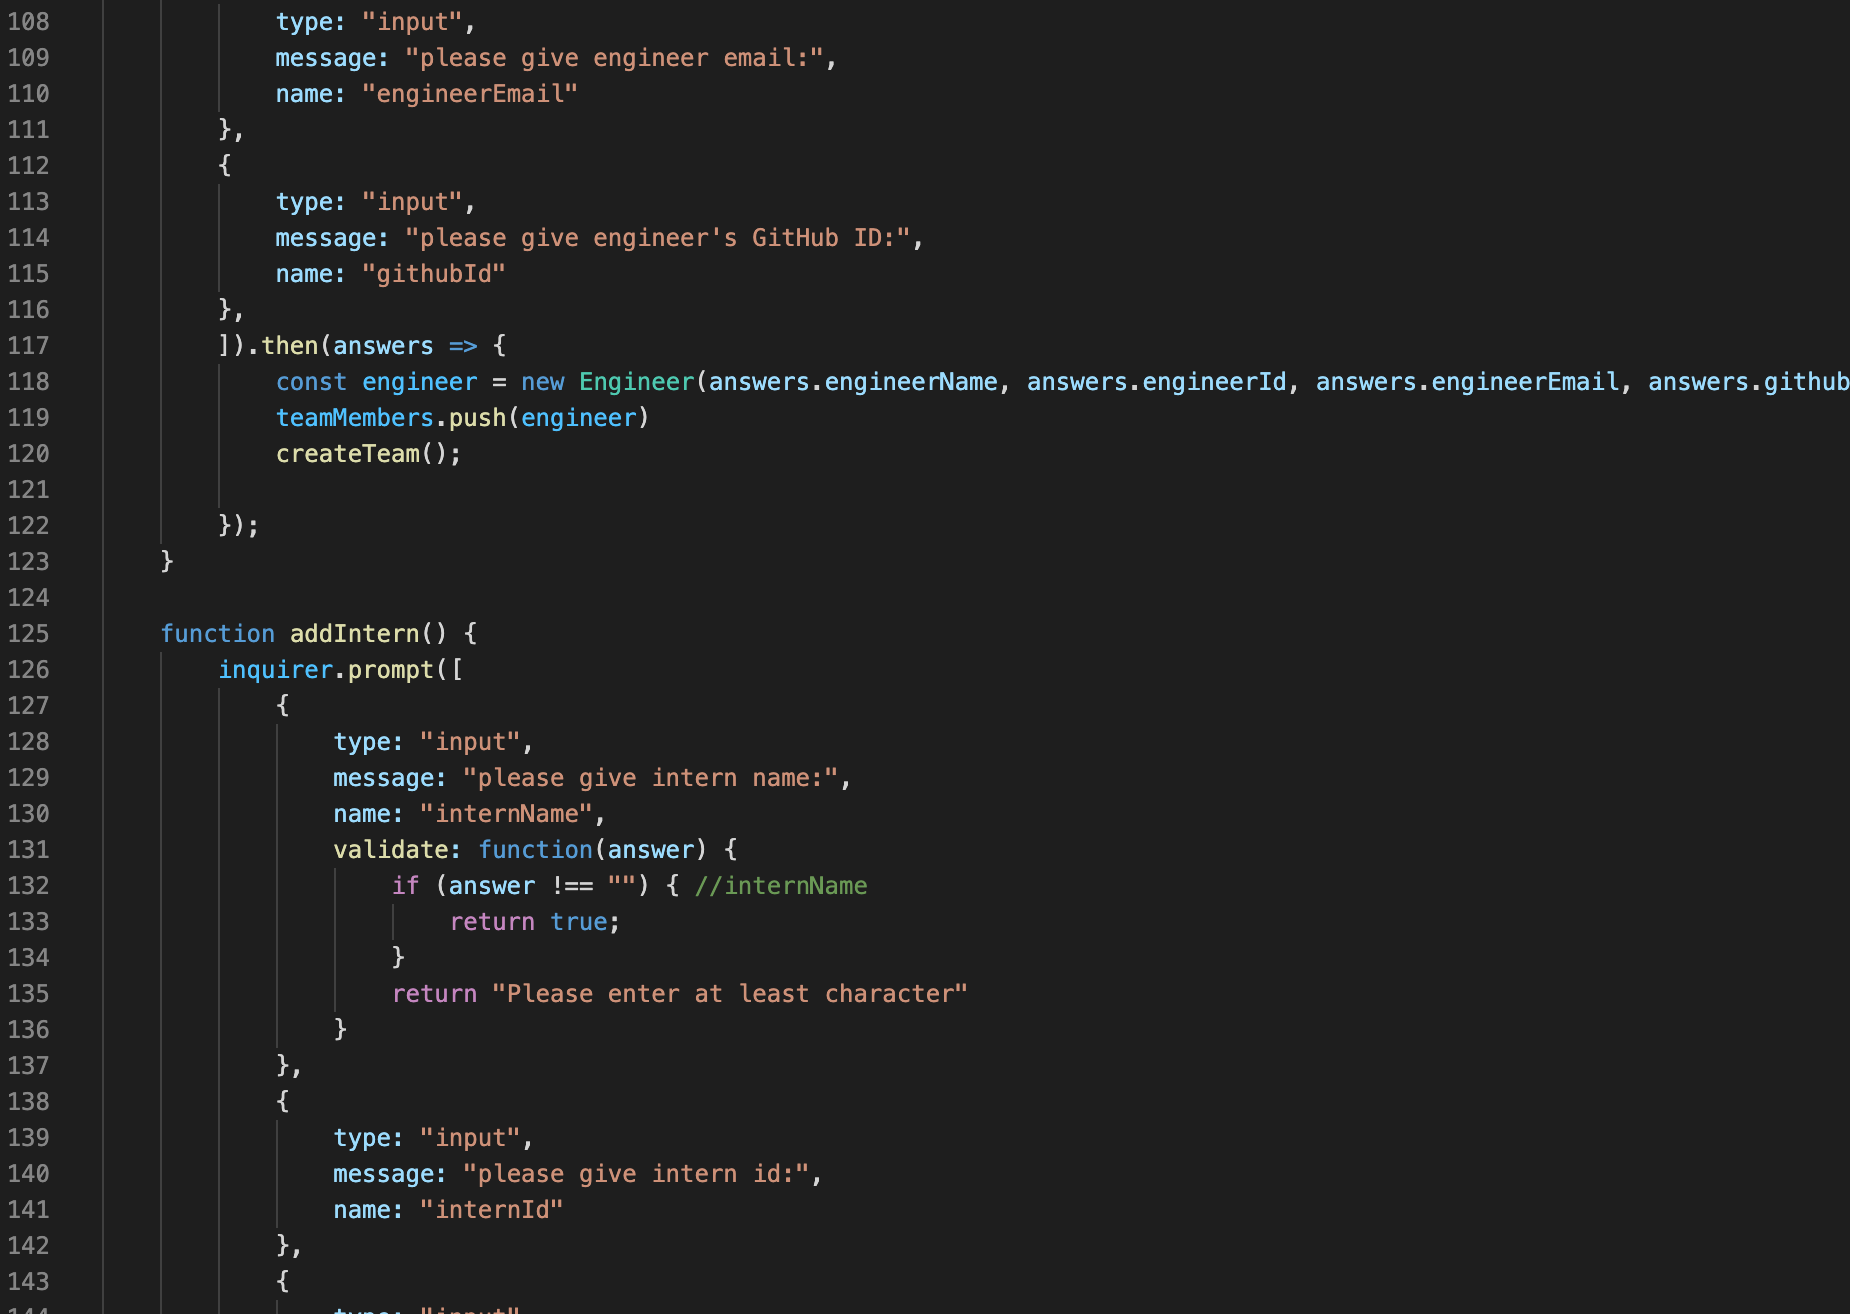 108 type: "input",
109 message: "please give engineer email:",
110 name: "engineerEmail"
111 },
112 {
113 type: "input",
114 message: "please give engineer's GitHub ID:",
115 name: "githubId"
116 },
117 ]).then(answers => {
118 const engineer = new Engineer(answers.engineerName, answers.engineerId, answers.engineerEmail, answers.github
119 teamMembers.push(engineer)
120 createTeam();
121
122 });
123 }
124
125 function addIntern() {
126 inquirer.prompt([
127 {
128 type: "input",
129 message: "please give intern name:",
130 name: "internName",
131 validate: function(answer) {
132 if (answer !== "") { //internName
133 return true;
134 }
135 return "Please enter at least character"
136 }
137 },
138 {
139 type: "input",
140 message: "please give intern id:",
141 name: "internId"
142 },
143 {
144 type: "input"